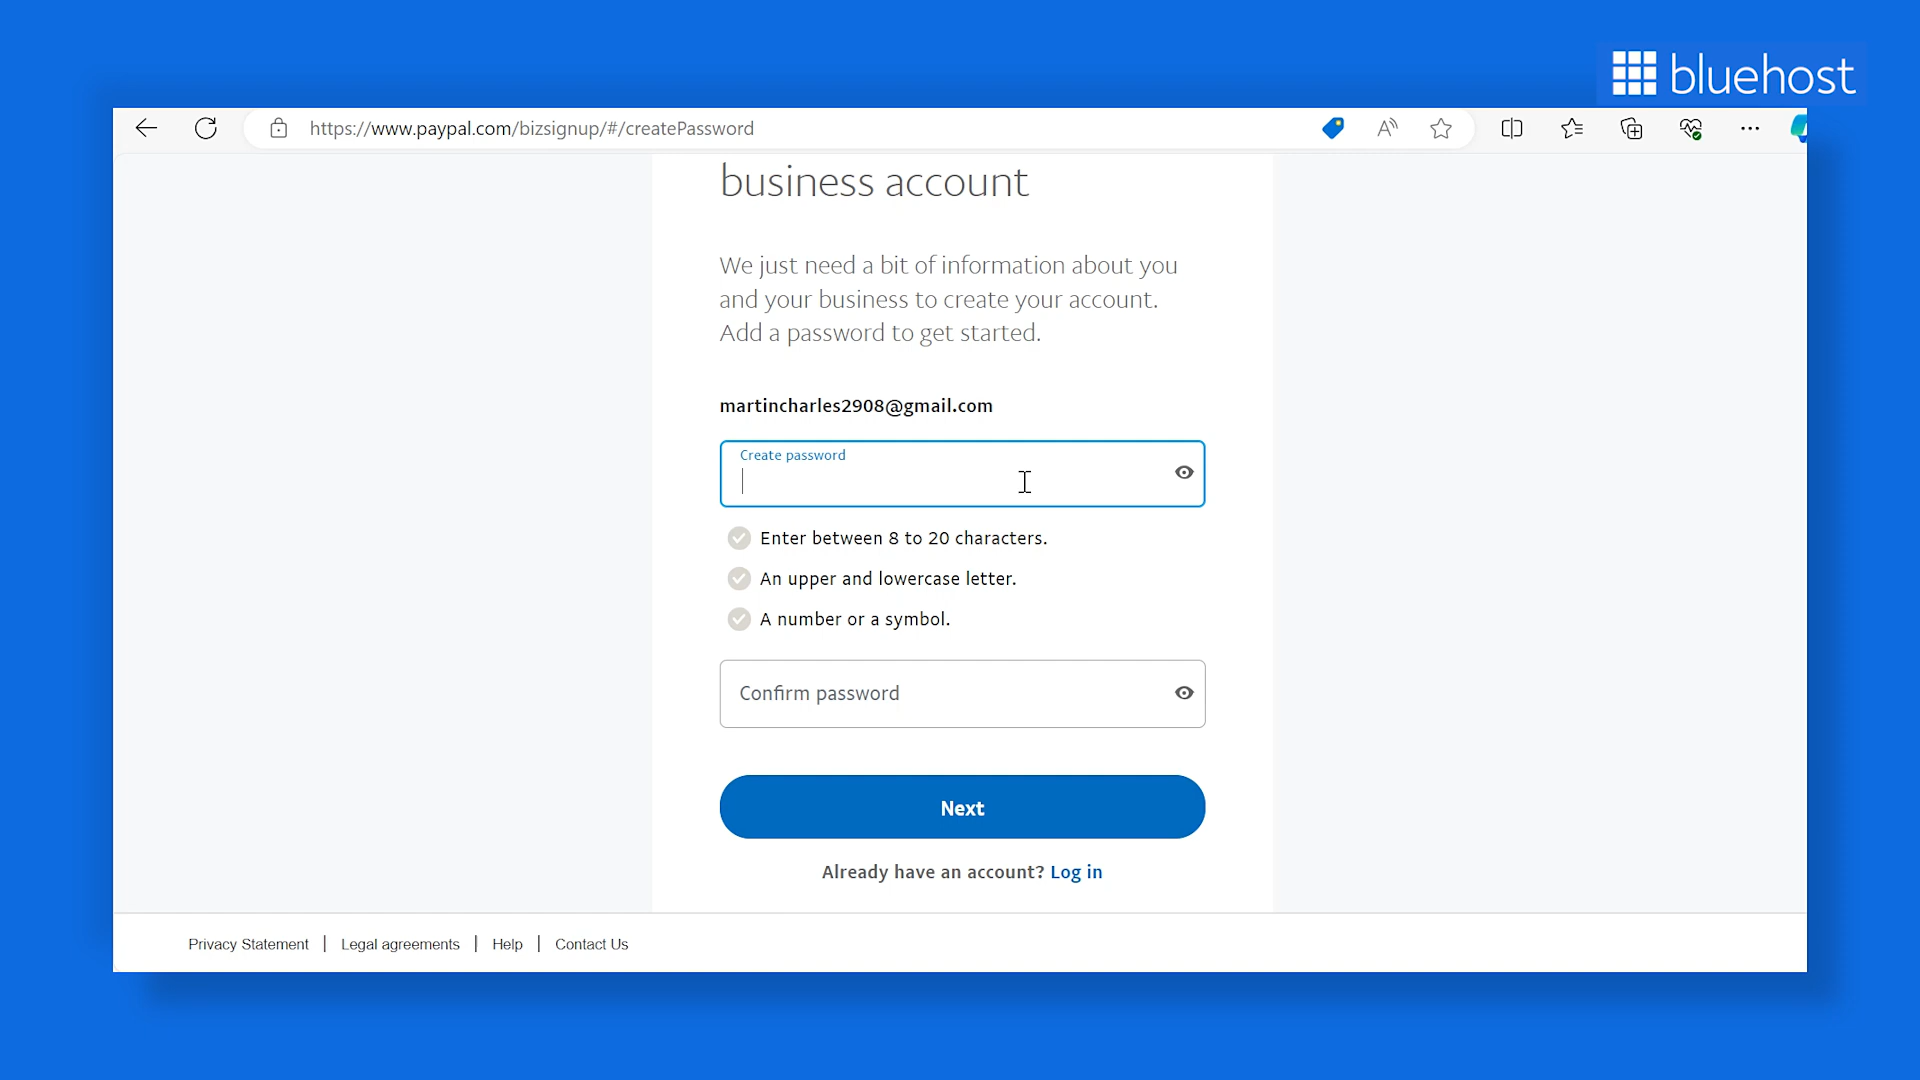 bluehost
https://www.paypal.com/bizsignup/#/createPassword
business account
We just need a bit of information about you
and your business to create your account.
Add a password to get started.
martincharles2908@gmail.com
Create password
Enter between 8 to 20 characters.
An upper and lowercase letter.
A number or a symbol.
Confirm password
Next
Already have an account? Log in
Privacy Statement | Legal agreements | Help | Contact Us